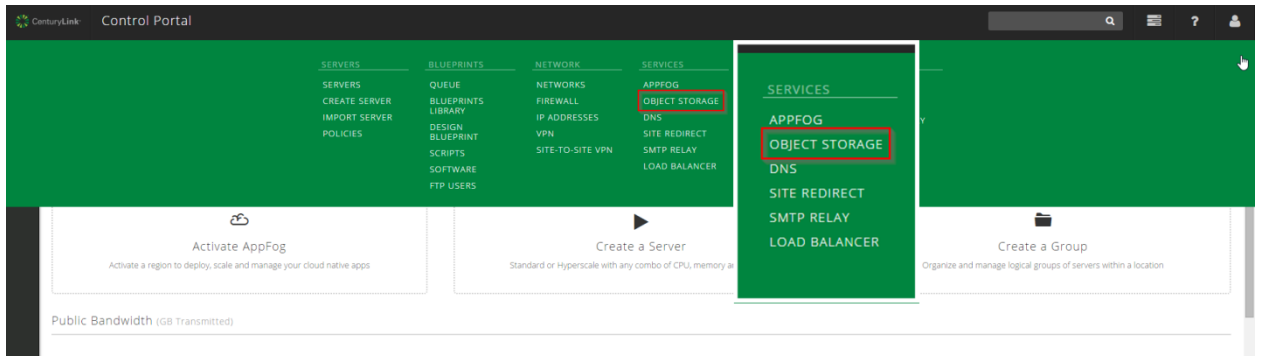 CenturyLink Control Portal
?
SERVERS
SERVERS
CREATE SERVER
IMPORT SERVER
POLICIES
BLUEPRINTS
QUEUE
BLUEPRINTS
LIBRARY
DESIGN
BLUEPRINT
SCRIPTS
SOFTWARE
FTP USERS
NETWORK
NETWORKS
FIREWALL
IP ADDRESSES
VPN
SITE-TO-SITE VPN
SERVICES
APPFOG
OBJECT STORAGE
DNS
SITE REDIRECT
SMTP RELAY
LOAD BALANCER
SERVICES
APPFOG
OBJECT STORAGE
DNS
SITE REDIRECT
SMTP RELAY
LOAD BALANCER
Y
Activate AppFog
Activate a region to deploy, scale and manage your cloud native apps
Create a Server
Standard or Hyperscale with any combo of CPU, memory
Create a Group
Organize and manage logical groups of servers within a location
Public Bandwidth (GB Transmitted)